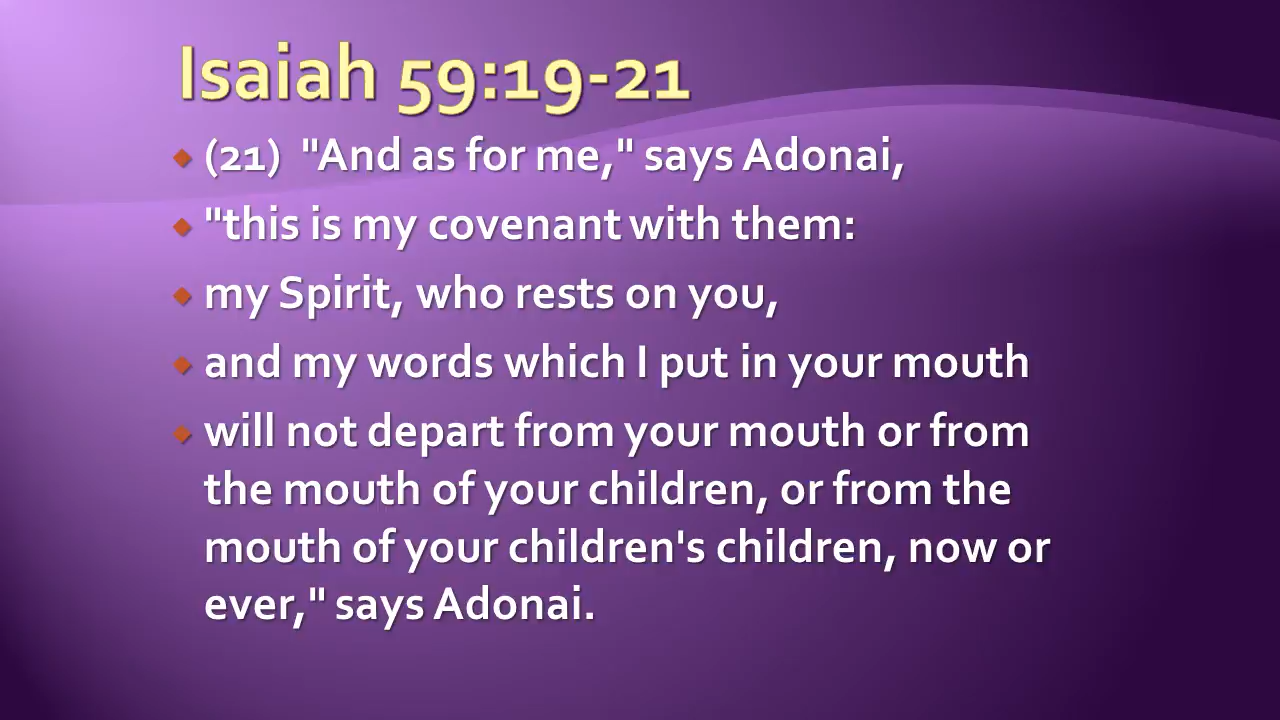 Isaiah 59:19-21
(21) "And as for me," says Adonai,
"this is my covenant with them:
my Spirit, who rests on you,
and my words which I put in your mouth
will not depart from your mouth or from
the mouth of your children, or from the
mouth of your children's children, now or
ever," says Adonai.